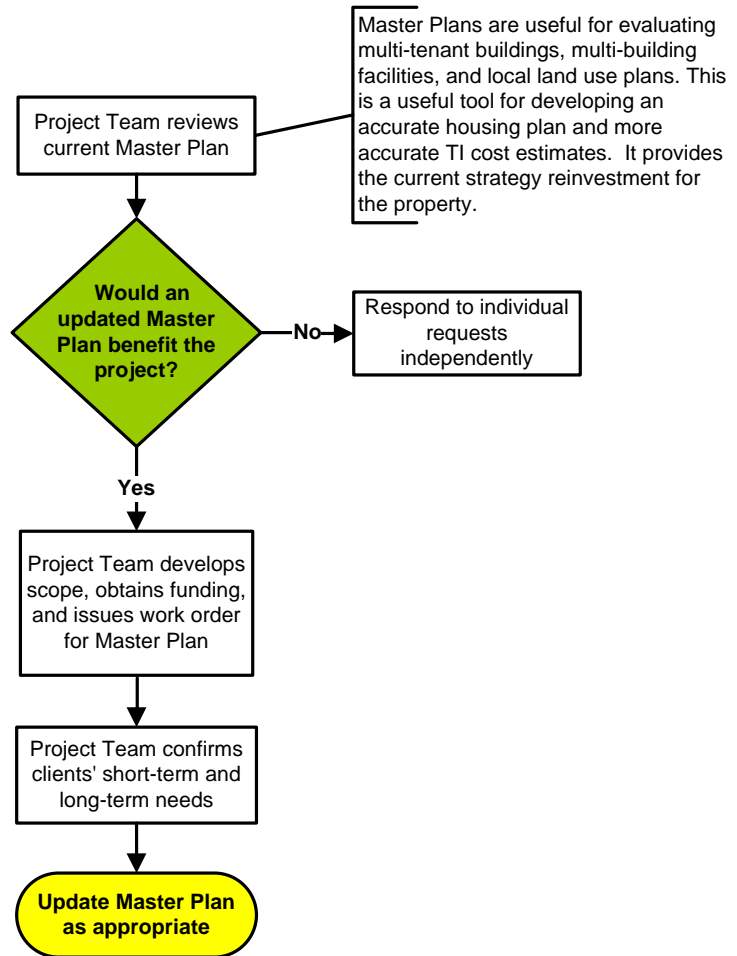 Master Plans are useful for evaluating
multi-tenant buildings, multi-building
facilities, and local land use plans. This
is a useful tool for developing an
accurate housing plan and more
accurate TI cost estimates.  It provides
the current strategy reinvestment for
the property.
Project Team reviews
current Master Plan
Would an
updated Master
Plan benefit the
project?
No
Respond to individual
requests
independently
Yes
Project Team develops
scope, obtains funding,
and issues work order
for Master Plan
Project Team confirms
clients' short-term and
long-term needs
Update Master Plan
as appropriate